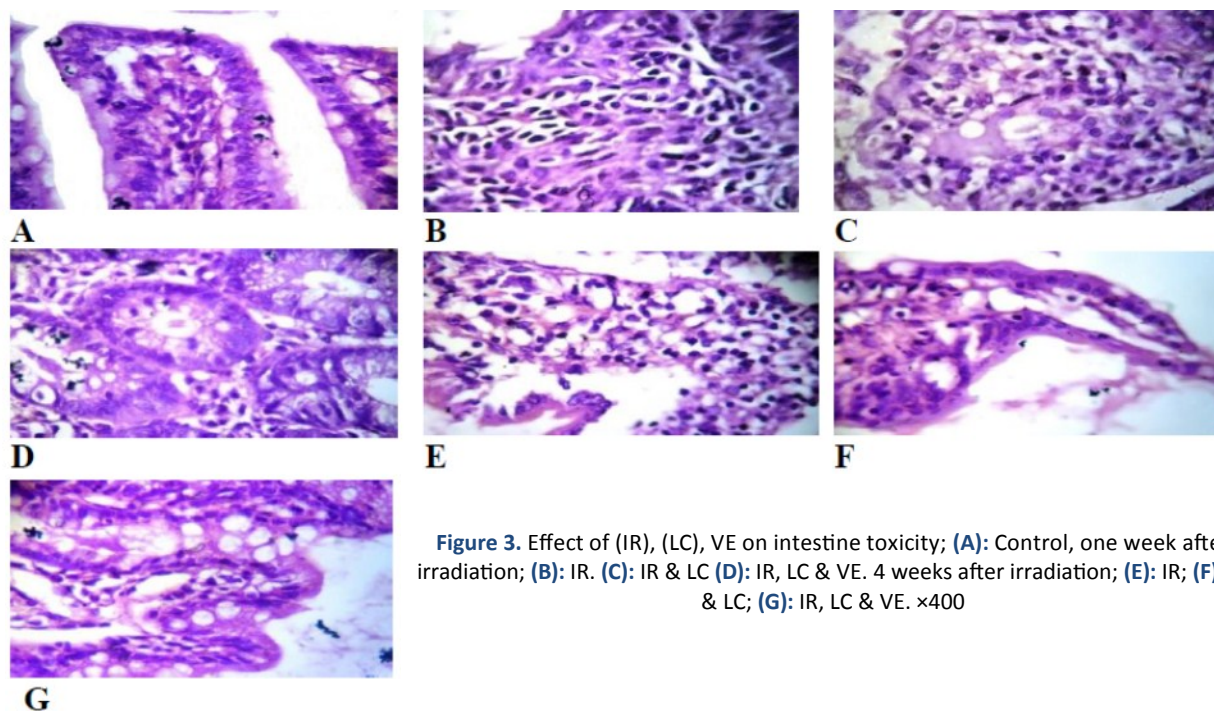 A
B
C
D
E
F
G
Figure 3. Effect of (IR), (LC), VE on intestine toxicity; (A): Control, one week afte
irradiation; (B): IR. (C): IR & LC (D): IR, LC & VE. 4 weeks after irradiation; (E): IR; (F)
& LC; (G): IR, LC & VE. ×400